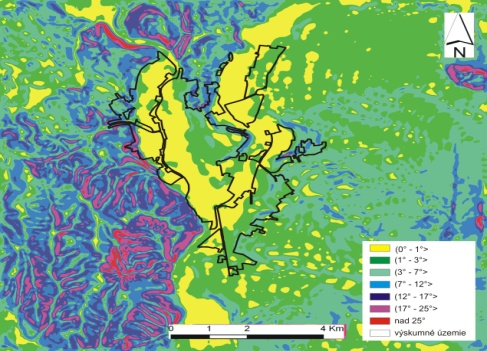 N
(0° - 1°>
(1° - 3°>
(3° - 7°>
(7° - 12°>
(12° - 17°>
(17° - 25°>
nad 25°
výskumné územie
0 1 2 4 Km